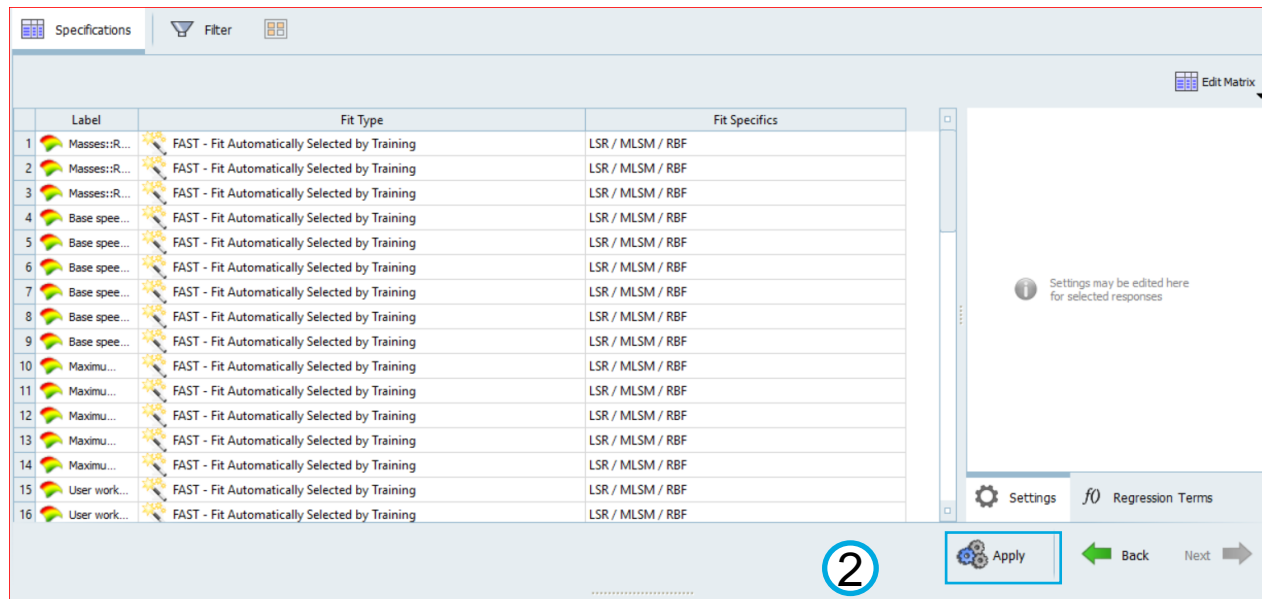 Specifications Filter
Edit Matrix
Label Fit Type Fit Specifics
1 Masses::R... FAST - Fit Automatically Selected by Training LSR / MLSM / RBF
2 Masses::R... FAST - Fit Automatically Selected by Training LSR / MLSM / RBF
3 Masses::R... FAST - Fit Automatically Selected by Training LSR / MLSM / RBF
4 Base spee... FAST - Fit Automatically Selected by Training LSR / MLSM / RBF
5 Base spee... FAST - Fit Automatically Selected by Training LSR / MLSM / RBF
6 Base spee... FAST - Fit Automatically Selected by Training LSR / MLSM / RBF
7 Base spee... FAST - Fit Automatically Selected by Training LSR / MLSM / RBF
8 Base spee... FAST - Fit Automatically Selected by Training LSR / MLSM / RBF
9 Base spee... FAST - Fit Automatically Selected by Training LSR / MLSM / RBF
10 Maximu... FAST - Fit Automatically Selected by Training LSR / MLSM / RBF
11 Maximu... FAST - Fit Automatically Selected by Training LSR / MLSM / RBF
12 Maximu... FAST - Fit Automatically Selected by Training LSR / MLSM / RBF
13 Maximu... FAST - Fit Automatically Selected by Training LSR / MLSM / RBF
14 Maximu... FAST - Fit Automatically Selected by Training LSR / MLSM / RBF
15 User work... FAST - Fit Automatically Selected by Training LSR / MLSM / RBF
16 User work... FAST - Fit Automatically Selected by Training LSR / MLSM / RBF
Settings may be edited here
for selected responses
Settings f() Regression Terms
2 Apply Back Next